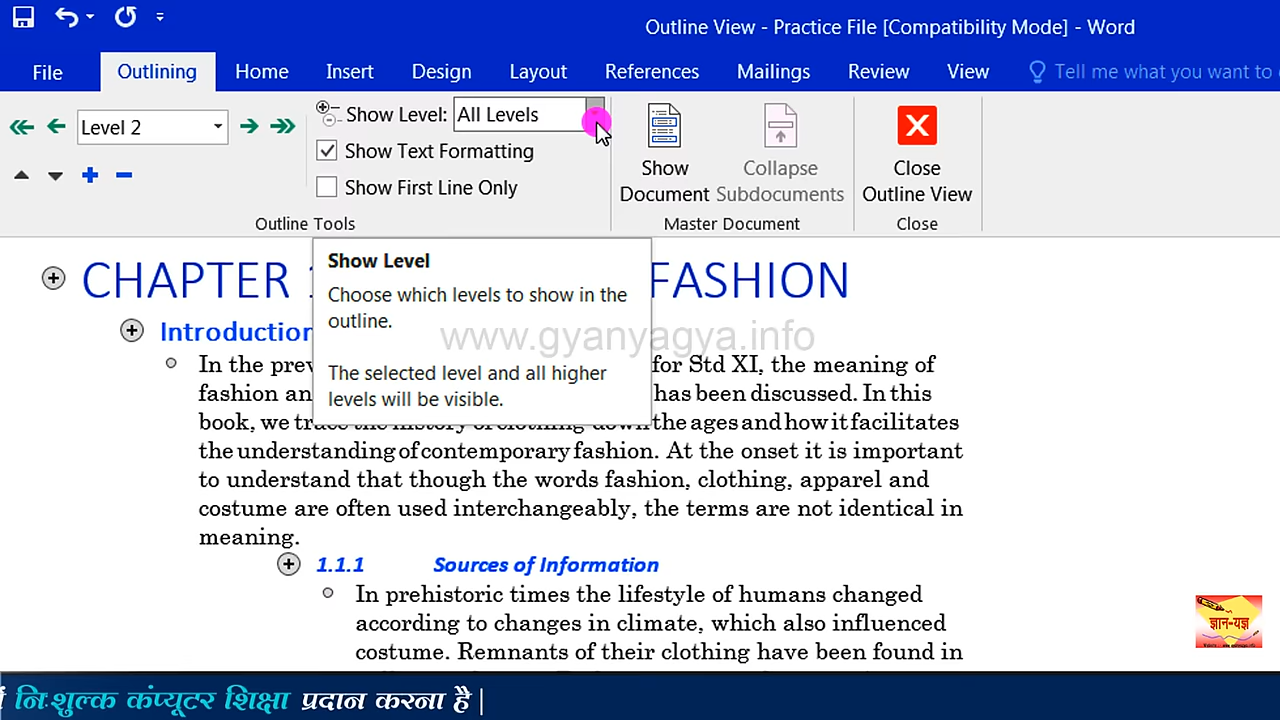 Outline View - Practice File [Compatibility Mode] - Word
File Outlining Home Insert Design Layout References Mailings Review View Tell me what you want to
Level 2
Show Level: All Levels
Show Text Formatting
Show First Line Only
Outline Tools
Show Document
Collapse Subdocuments
Master Document
Close Outline View
Close
Show Level
Choose which levels to show in the
outline.
The selected level and all higher
levels will be visible.
www.gyanyagya.info
CHAPTER FASHION
Introduction
In the for Std XI, the meaning of
fashion has been discussed. In this
book, we trace the history of clothing down the ages and how it facilitates
the understanding of contemporary fashion. At the onset it is important
to understand that though the words fashion, clothing, apparel and
costume are often used interchangeably, the terms are not identical in
meaning.
1.1.1 Sources of Information
In prehistoric times the lifestyle of humans changed
according to changes in climate, which also influenced
costume. Remnants of their clothing have been found in
ज्ञान-यज्ञ
निःशुल्क कंप्यूटर शिक्षा प्रदान करना है |